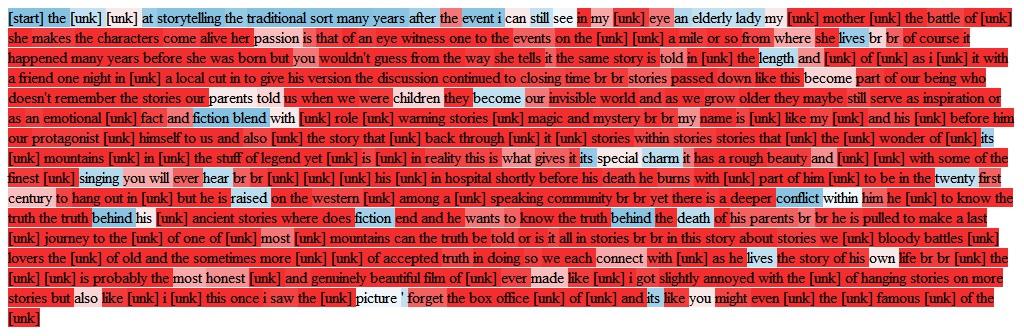 [start] the [unk] [unk] at storytelling the traditional sort many years after the event i can still see in my [unk] eye an elderly lady my [unk] mother the battle of [unk]
she makes the characters come alive her passion is that of an eye witness one to the events on the [unk] [unk] a mile or so from where she lives br br of course it
happened many years before she was born but you wouldn't guess from the way she tells it the same story is told in [unk] the length and [unk] of [unk] as i [unk] it with
a friend one night in [unk] a local cut in to give his version the discussion continued to closing time br br stories passed down like this become part of our being who
doesn't remember the stories our parents told us when we were children they become our invisible world and as we grow older they maybe still serve as inspiration or
as an emotional [unk] fact and fiction blend with [unk] role [unk] warning stories [unk] magic and mystery br br my name is [unk] like my [unk] and his [unk] before him
our protagonist [unk] himself to us and also [unk] the story that [unk] back through [unk] it [unk] stories within stories stories that [unk] the [unk] wonder of [unk] its
[unk] mountains [unk] in [unk] the stuff of legend yet [unk] is [unk] in reality this is what gives it its special charm it has a rough beauty and [unk] [unk] with some of the
finest [unk] singing you will ever hear br br [unk] [unk] [unk] his [unk] in hospital shortly before his death he burns with [unk] part of him [unk] to be in the twenty first
century to hang out in [unk] but he is raised on the western [unk] among a [unk] speaking community br br yet there is a deeper conflict within him he [unk] to know the
truth the truth behind his [unk] ancient stories where does fiction end and he wants to know the truth behind the death of his parents br br he is pulled to make a last
[unk] journey to the [unk] of one of [unk] most [unk] mountains can the truth be told or is it all in stories br br in this story about stories we [unk] bloody battles [unk]
lovers the [unk] of old and the sometimes more [unk] [unk] of accepted truth in doing so we each connect with [unk] as he lives the story of his own life br br [unk] the
[unk] [unk] is probably the most honest [unk] and genuinely beautiful film of [unk] ever made like [unk] i got slightly annoyed with the [unk] of hanging stories on more
stories but also like [unk] i [unk] this once i saw the [unk] picture ' forget the box office [unk] of [unk] and its like you might even [unk] the [unk] famous [unk] of the
[unk]